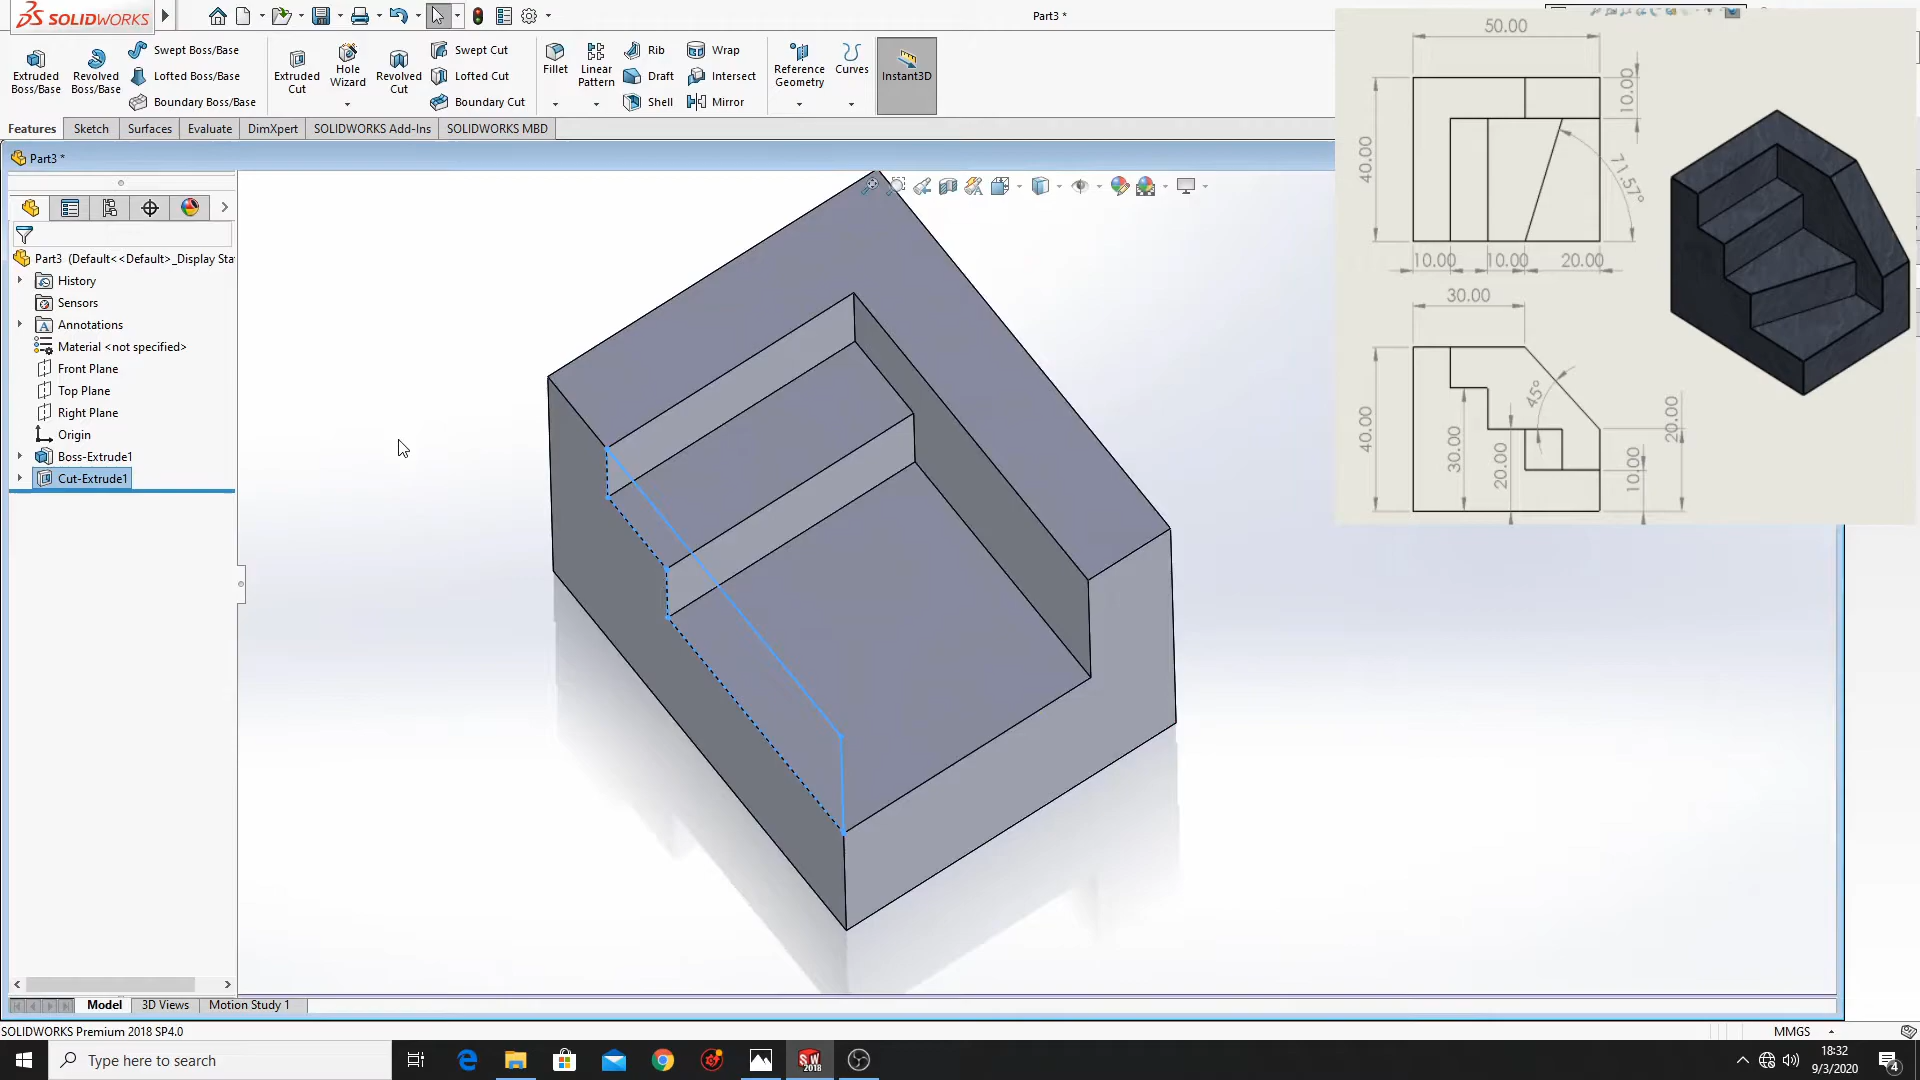 SOLIDWORKS
Part3 *
Extruded Boss/Base
Revolved Boss/Base
Swept Boss/Base
Lofted Boss/Base
Boundary Boss/Base
Extruded Cut
Hole Wizard
Revolved Cut
Swept Cut
Lofted Cut
Boundary Cut
Fillet
Linear Pattern
Rib
Draft
Shell
Wrap
Intersect
Mirror
Reference Geometry
Curves
Instant3D
Features
Sketch
Surfaces
Evaluate
DimXpert
SOLIDWORKS Add-Ins
SOLIDWORKS MBD
Part3 *
Part3 (Default<<Default>_Display Sta
History
Sensors
Annotations
Material <not specified>
Front Plane
Top Plane
Right Plane
Origin
Boss-Extrude1
Cut-Extrude1
50.00
40.00
10.00
71.57°
10.00
10.00
20.00
30.00
40.00
30.00
20.00
45°
10.00
20.00
Model
3D Views
Motion Study 1
SOLIDWORKS Premium 2018 SP4.0
MMGS
Type here to search
SW
2018
18:32
9/3/2020
4